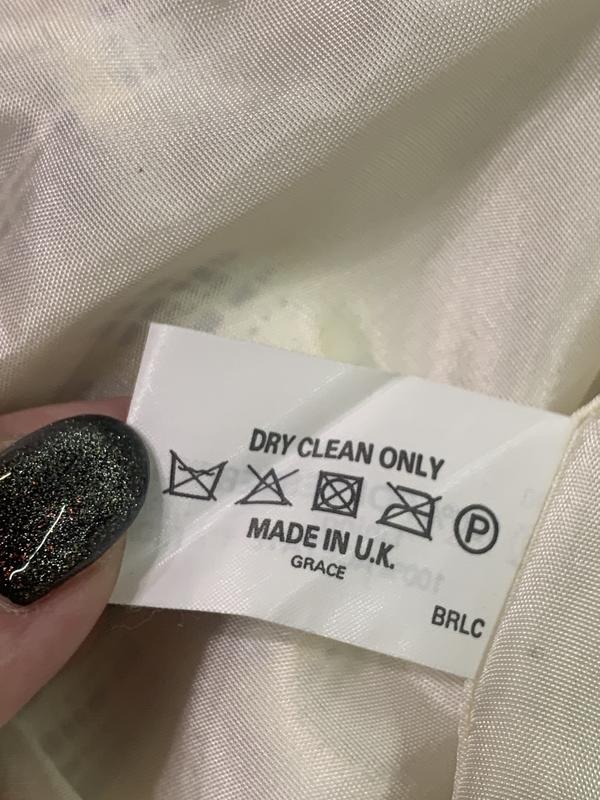 DRY CLEAN ONLY
P
MADE IN U.K.
GRACE
BRLC